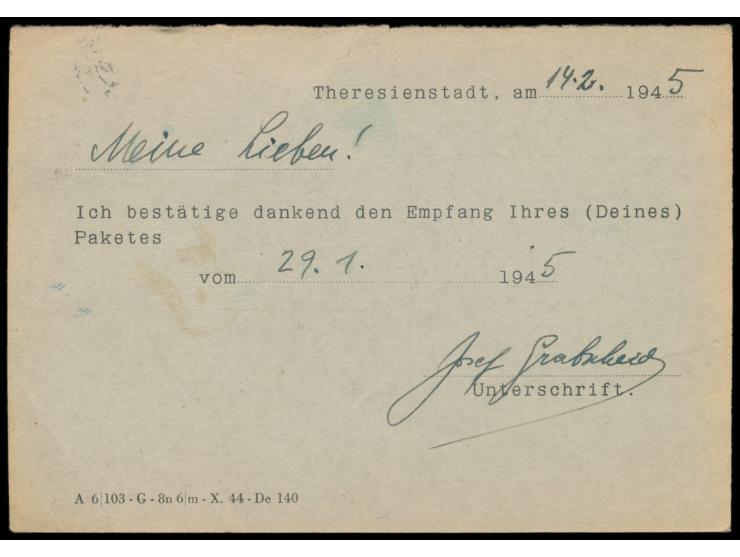 Theresienstadt, am 14.2. 1945
Meine Lieben!
Ich bestätige dankend den Empfang Ihres (Deines)
Paketes
vom 29. 1. 1945
Josef Grabscheid
Unterschrift.
A 6|103 - G - 8n 6|m - X. 44 - De 140